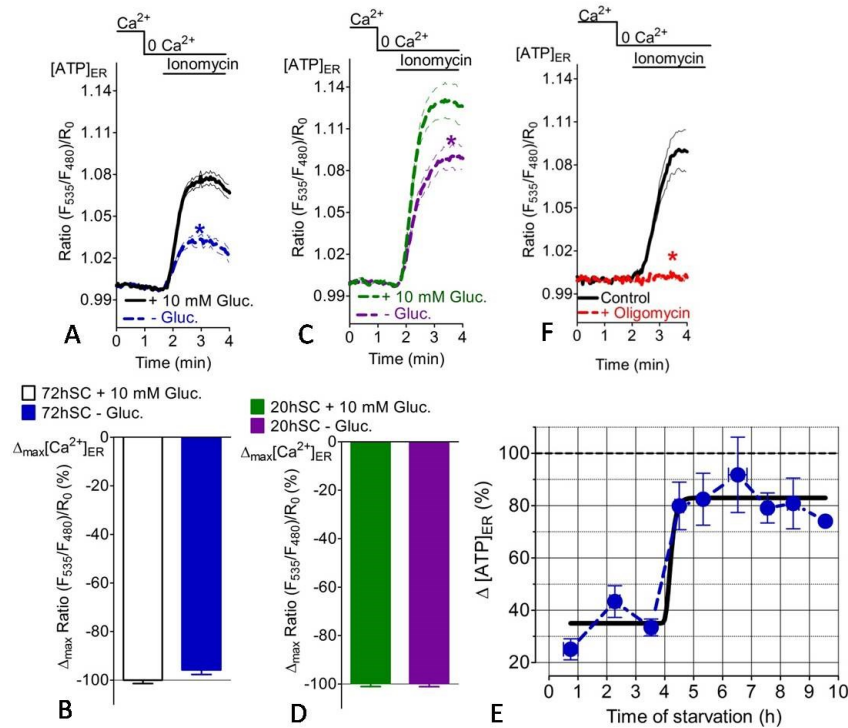 Ca2+
0 Ca2+
Ionomycin
[ATP]ER
1.14
1.11
1.08
1.05
1.02
0.99
Ratio (F535/F480)/R0
*
+ 10 mM Gluc.
- Gluc.
0 1 2 3 4
Time (min)
A
Ca2+
0 Ca2+
Ionomycin
[ATP]ER
1.14
1.11
1.08
1.05
1.02
0.99
Ratio (F535/F480)/R0
*
+ 10 mM Gluc.
- Gluc.
0 1 2 3 4
Time (min)
C
Ca2+
0 Ca2+
Ionomycin
[ATP]ER
1.14
1.11
1.08
1.05
1.02
0.99
Ratio (F535/F480)/R0
*
Control
+ Oligomycin
0 1 2 3 4
Time (min)
F
72hSC + 10 mM Gluc.
72hSC - Gluc.
Δmax[Ca2+]ER
0
-20
-40
-60
-80
-100
Δmax Ratio (F535/F480)/R0 (%)
B
20hSC + 10 mM Gluc.
20hSC - Gluc.
Δmax[Ca2+]ER
0
-20
-40
-60
-80
-100
Δmax Ratio (F535/F480)/R0 (%)
D
100
80
60
40
20
Δ [ATP]ER (%)
0 1 2 3 4 5 6 7 8 9 10
Time of starvation (h)
E